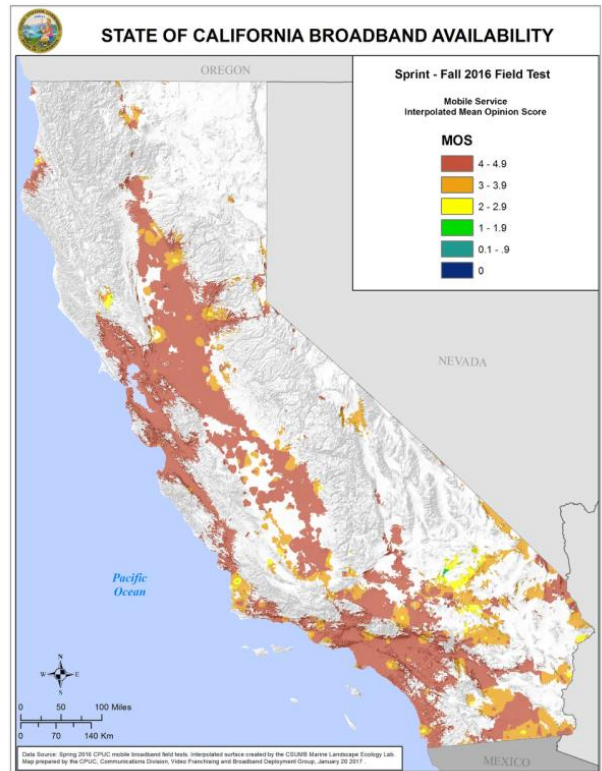 STATE OF CALIFORNIA BROADBAND AVAILABILITY
OREGON
Sprint - Fall 2016 Field Test
Mobile Service
Interpolated Mean Opinion Score
MOS
4 - 4.9
3 - 3.9
2 - 2.9
1 - 1.9
0.1 - .9
0
NEVADA
Pacific
Ocean
N
W
E
S
0 50 100 Miles
0 70 140 Km
MEXICO
Data Source: Spring 2016 CPUC mobile broadband field tests. Interpolated surface created by the CSUMB Marine Landscape Ecology Lab.
Map prepared by the CPUC, Communications Division, Video Franchising and Broadband Deployment Group, January 20 2017 .